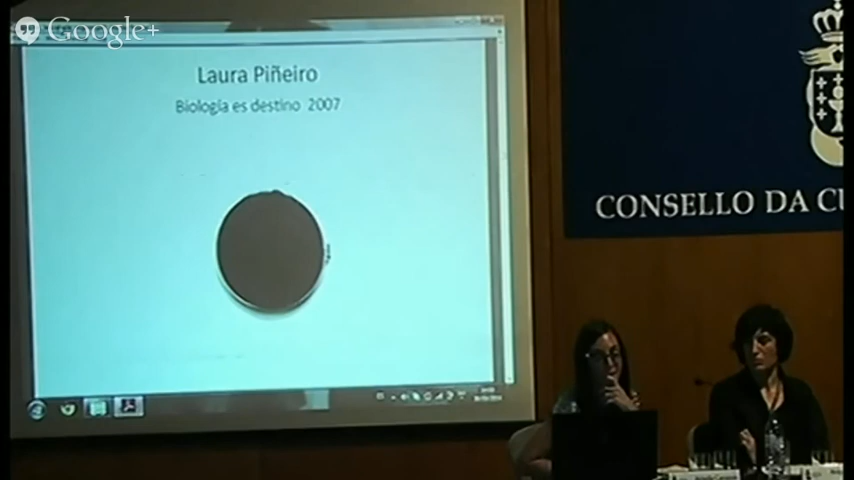 Google+
Laura Piñeiro
Biología es destino 2007
CONSELLO DA CU